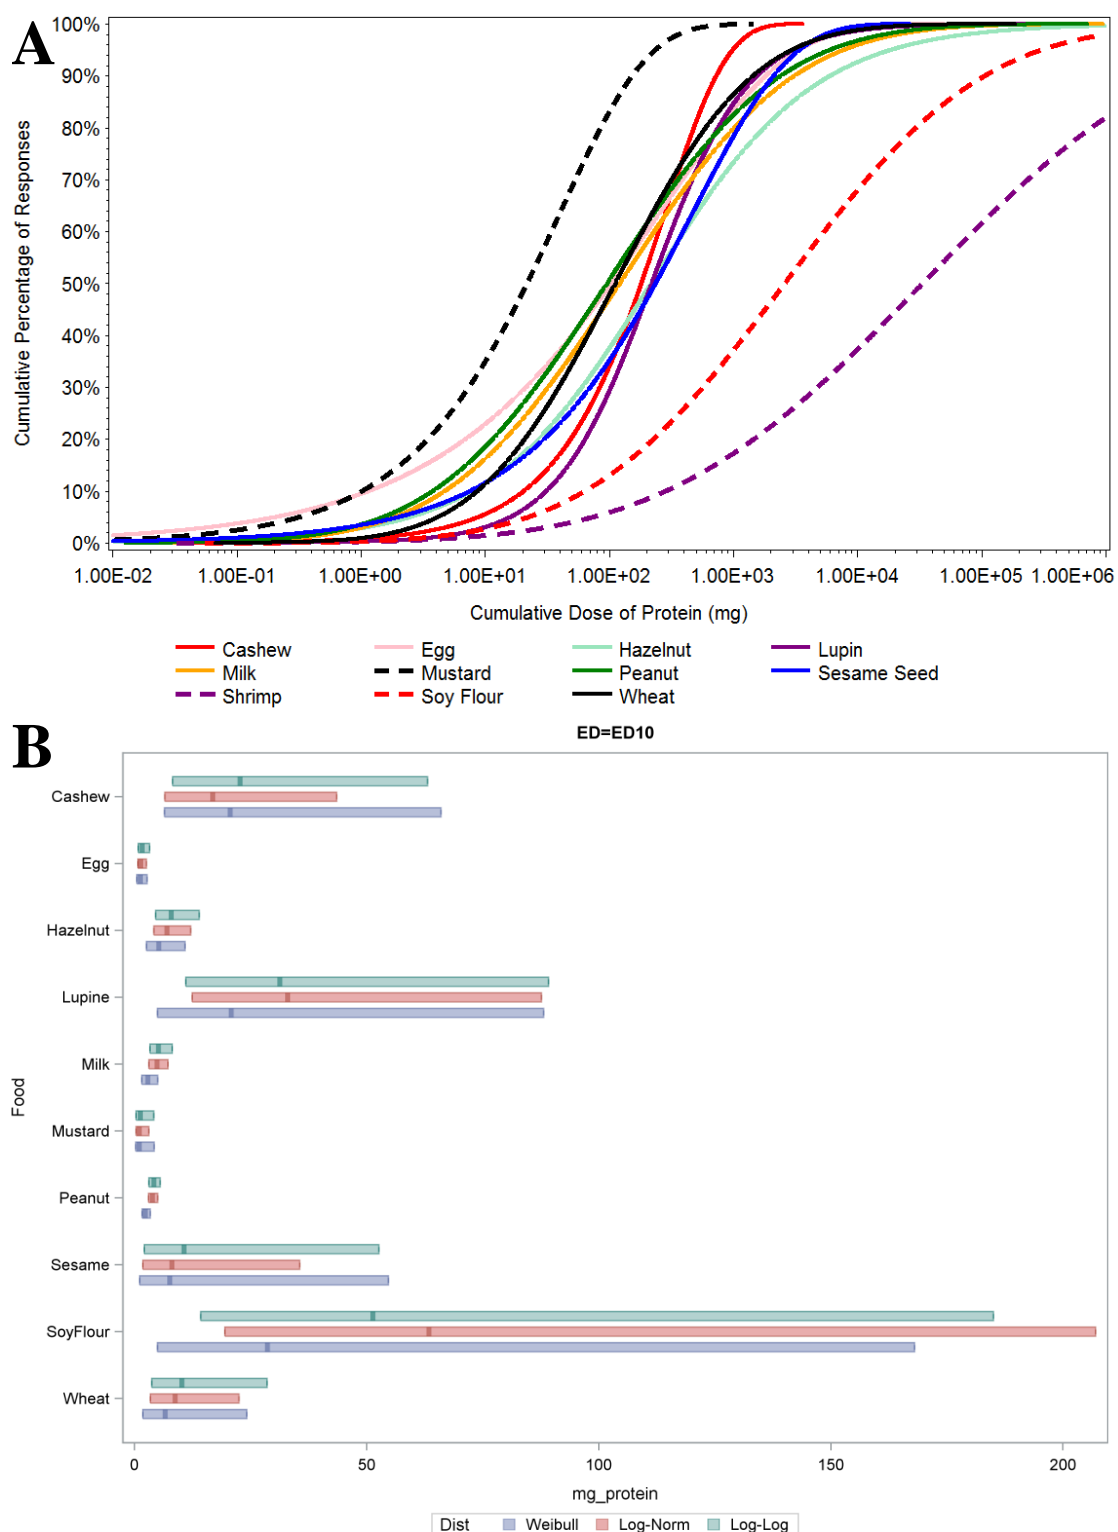 A
100%
90%
80%
70%
60%
50%
40%
30%
20%
10%
0%
Cumulative Percentage of Responses
1.00E-02 1.00E-01 1.00E+00 1.00E+01 1.00E+02 1.00E+03 1.00E+04 1.00E+05 1.00E+06
Cumulative Dose of Protein (mg)
Cashew Egg Hazelnut Lupin
Milk Mustard Peanut Sesame Seed
Shrimp Soy Flour Wheat
B
ED=ED10
Cashew
Egg
Hazelnut
Lupine
Milk
Mustard
Peanut
Sesame
SoyFlour
Wheat
Food
0 50 100 150 200
mg_protein
Dist Weibull Log-Norm Log-Log